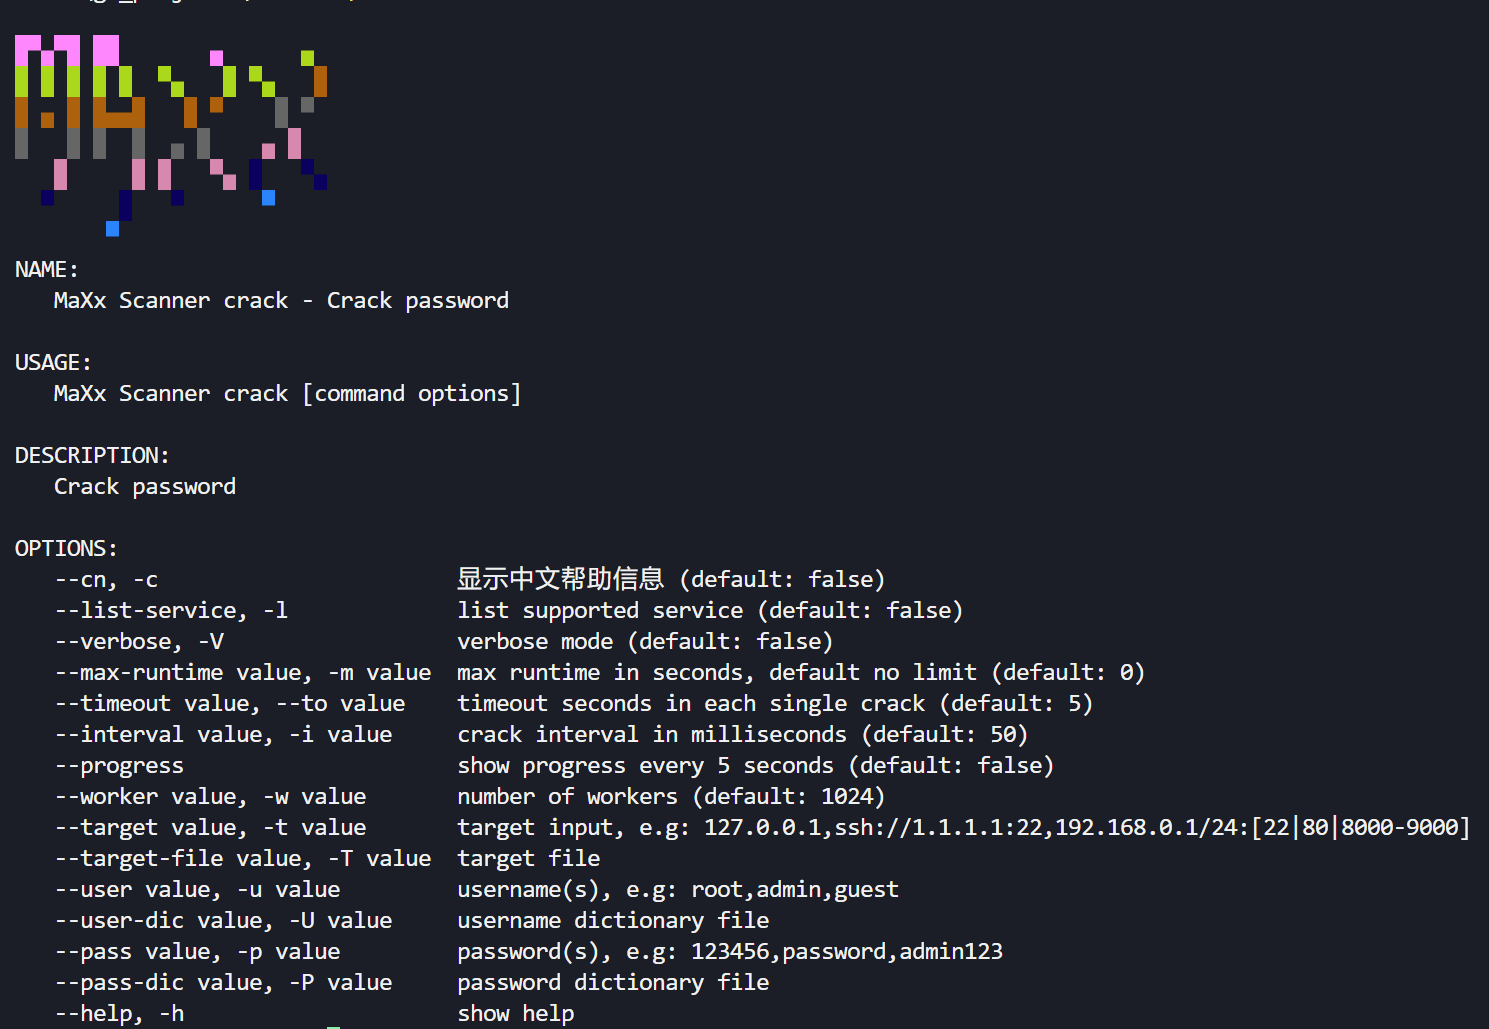 NAME:
MaXx Scanner crack - Crack password
USAGE:
MaXx Scanner crack [command options]
DESCRIPTION:
Crack password
OPTIONS:
--cn, -c 显示中文帮助信息 (default: false)
--list-service, -l list supported service (default: false)
--verbose, -V verbose mode (default: false)
--max-runtime value, -m value max runtime in seconds, default no limit (default: 0)
--timeout value, --to value timeout seconds in each single crack (default: 5)
--interval value, -i value crack interval in milliseconds (default: 50)
--progress show progress every 5 seconds (default: false)
--worker value, -w value number of workers (default: 1024)
--target value, -t value target input, e.g: 127.0.0.1,ssh://1.1.1.1:22,192.168.0.1/24:[22|80|8000-9000]
--target-file value, -T value target file
--user value, -u value username(s), e.g: root,admin,guest
--user-dic value, -U value username dictionary file
--pass value, -p value password(s), e.g: 123456,password,admin123
--pass-dic value, -P value password dictionary file
--help, -h show help